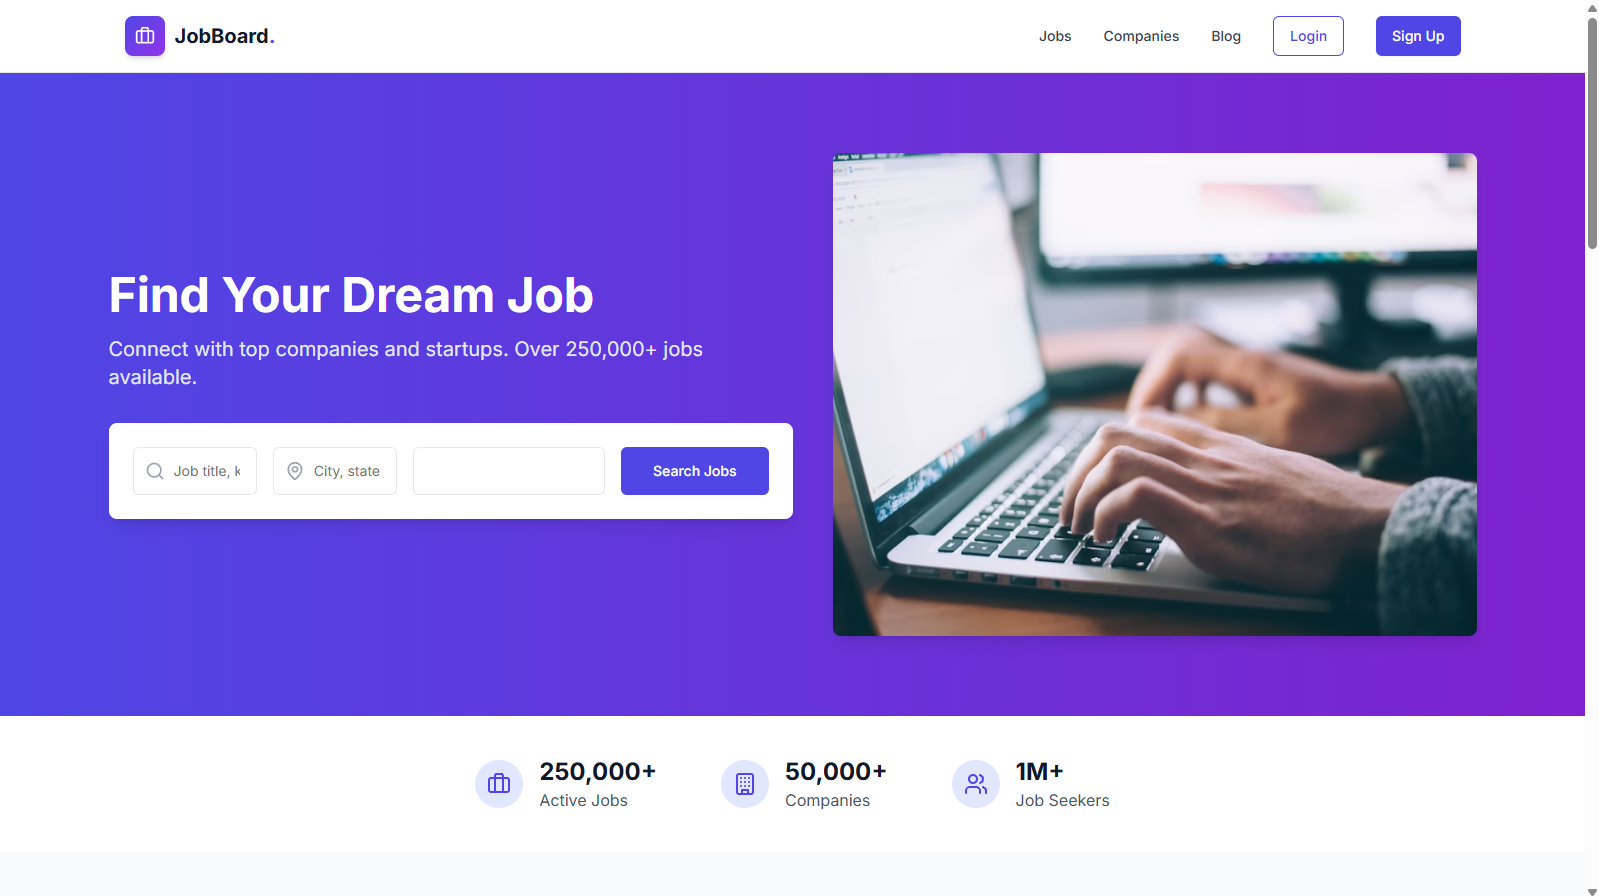 JobBoard.
Jobs
Companies
Blog
Login
Sign Up
Find Your Dream Job
Connect with top companies and startups. Over 250,000+ jobs
available.
Job title, k
City, state
Search Jobs
250,000+
Active Jobs
50,000+
Companies
1M+
Job Seekers